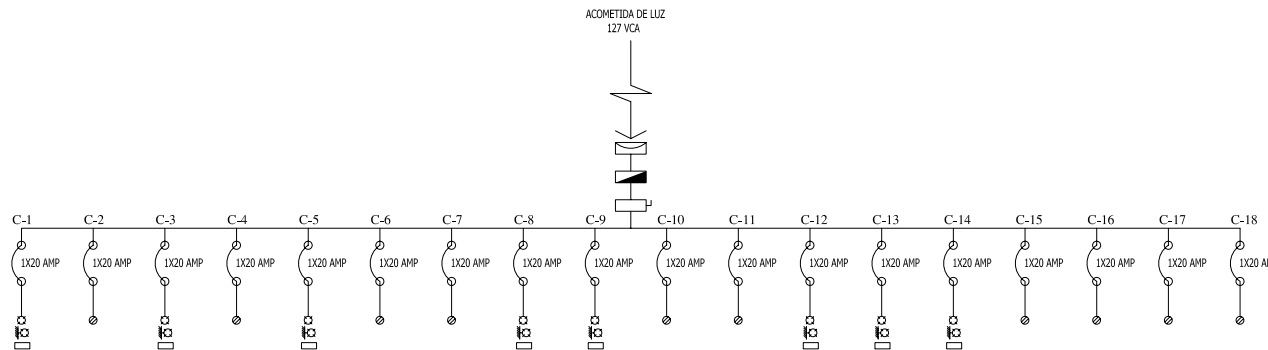 ACOMETIDA DE LUZ
127 VCA
C-1 C-2 C-3 C-4 C-5 C-6 C-7 C-8 C-9 C-10 C-11 C-12 C-13 C-14 C-15 C-16 C-17 C-18
1X20 AMP 1X20 AMP 1X20 AMP 1X20 AMP 1X20 AMP 1X20 AMP 1X20 AMP 1X20 AMP 1X20 AMP 1X20 AMP 1X20 AMP 1X20 AMP 1X20 AMP 1X20 AMP 1X20 AMP 1X20 AMP 1X20 AMP 1X20